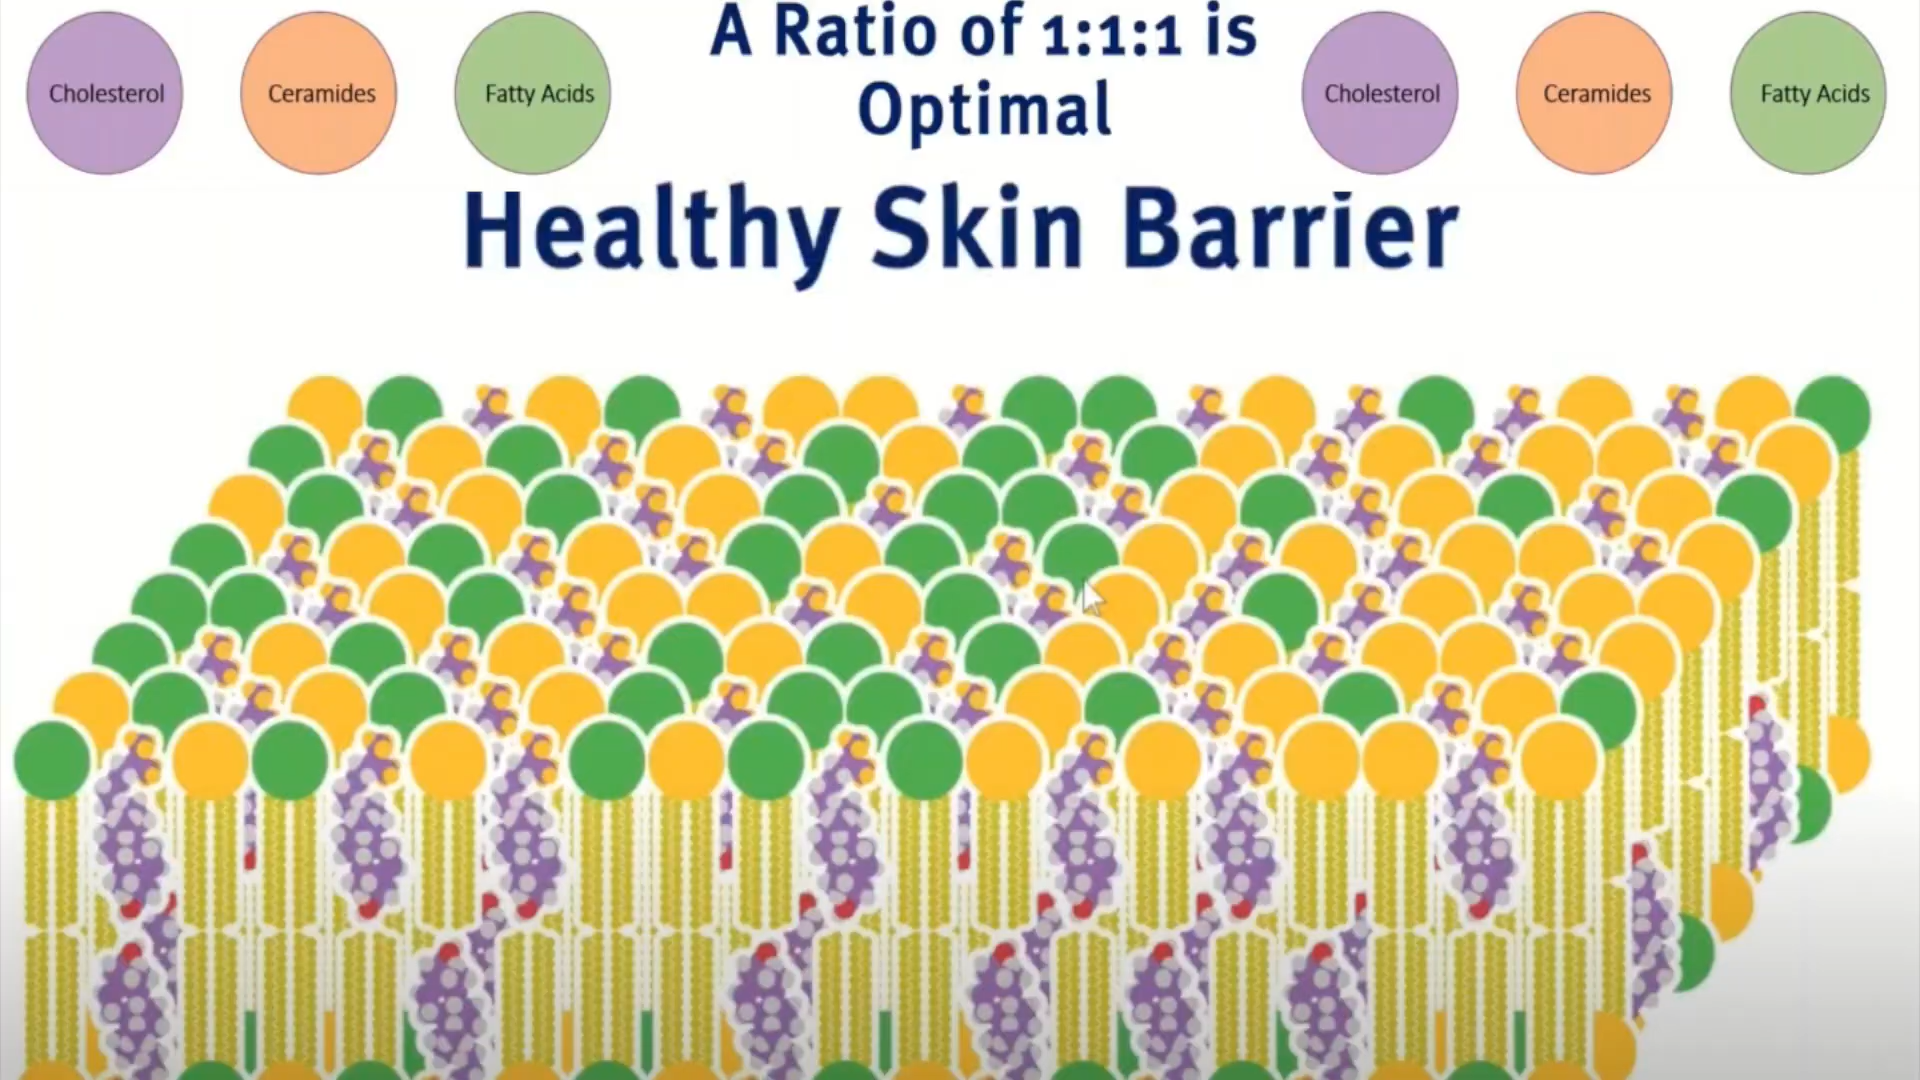 Cholesterol
Ceramides
Fatty Acids
A Ratio of 1:1:1 is
Optimal
Cholesterol
Ceramides
Fatty Acids
Healthy Skin Barrier